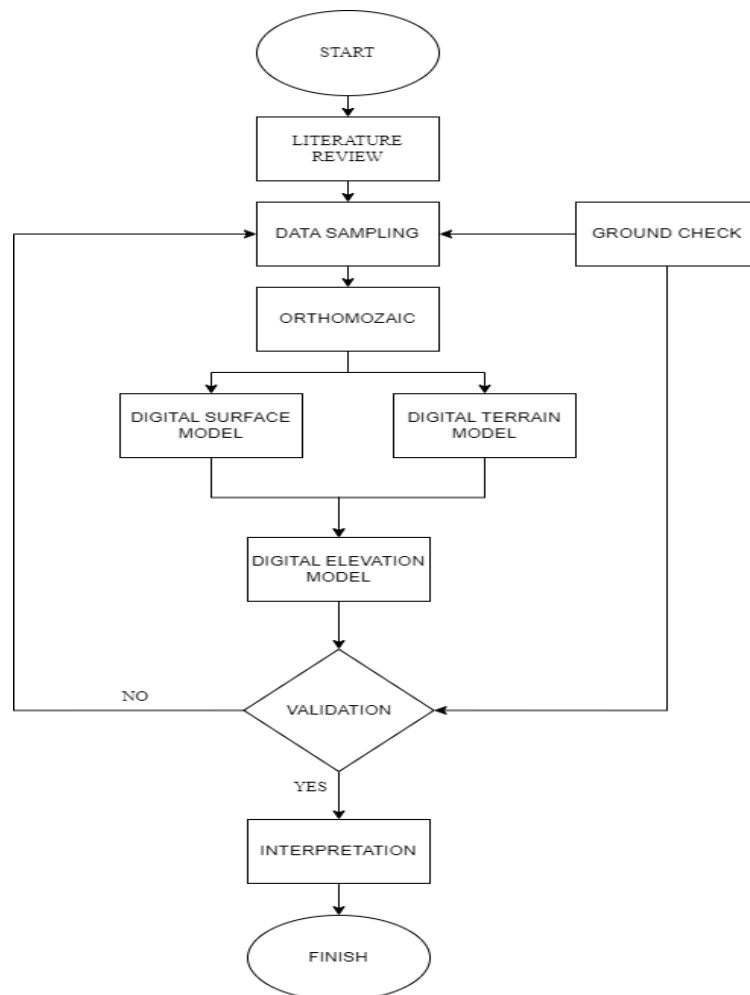 START
LITERATURE
REVIEW
DATA SAMPLING
GROUND CHECK
ORTHOMOZAIC
DIGITAL SURFACE
MODEL
DIGITAL TERRAIN
MODEL
DIGITAL ELEVATION
MODEL
NO
VALIDATION
YES
INTERPRETATION
FINISH